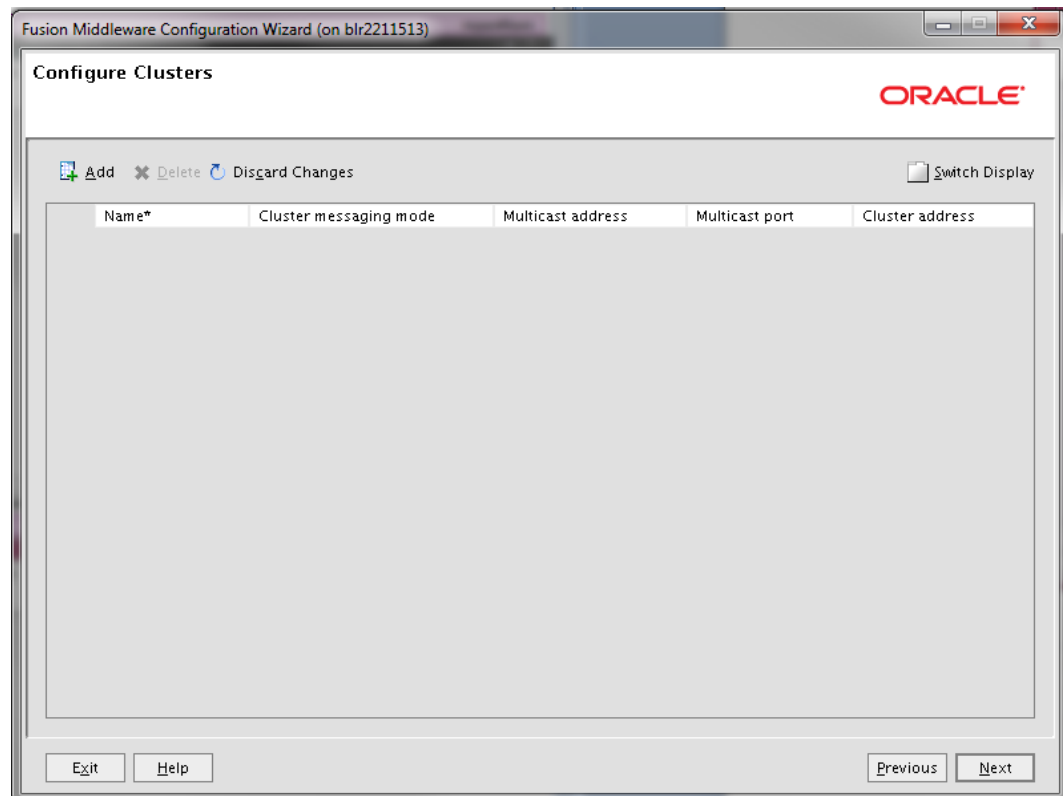 Fusion Middleware Configuration Wizard (on blr2211513)
Configure Clusters
ORACLE
Add Delete Discard Changes Switch Display
Name* Cluster messaging mode Multicast address Multicast port Cluster address
Exit Help Previous Next